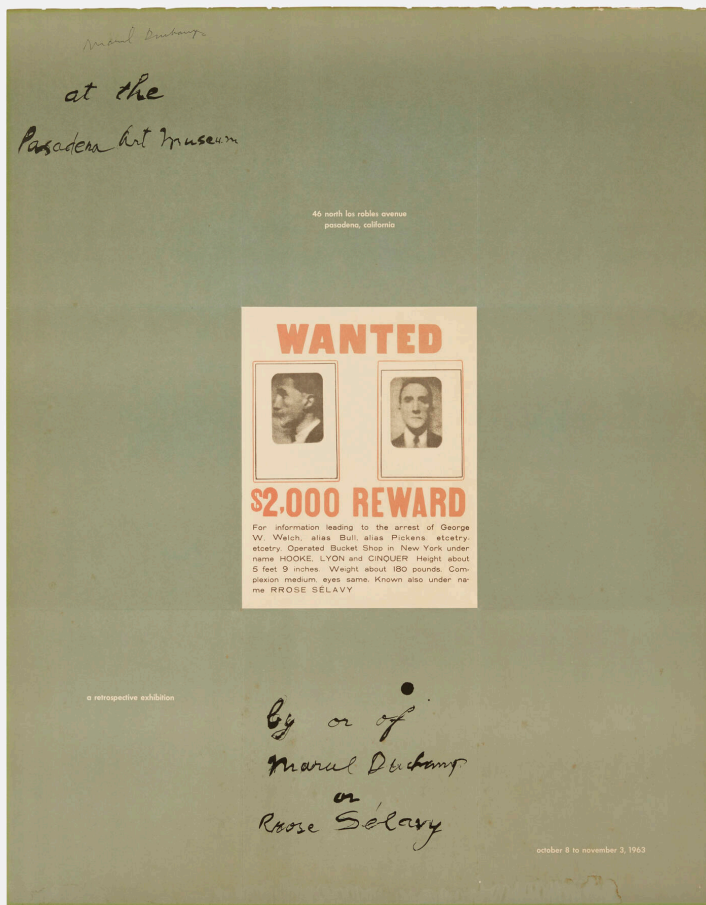 Marcel Duchamp
at the
Pasadena Art Museum
46 north los robles avenue
pasadena, california
WANTED
$2,000 REWARD
For information leading to the arrest of George
W. Welch, alias Bull, alias Pickens etcetry,
etcetry. Operated Bucket Shop in New York under
name HOOKE, LYON and CINQUER Height about
5 feet 9 inches. Weight about 180 pounds. Com-
plexion medium, eyes same. Known also under na-
me RROSE SÉLAVY
a retrospective exhibition
by or of
Marcel Duchamp
or
Rrose Sélavy
october 8 to november 3, 1963